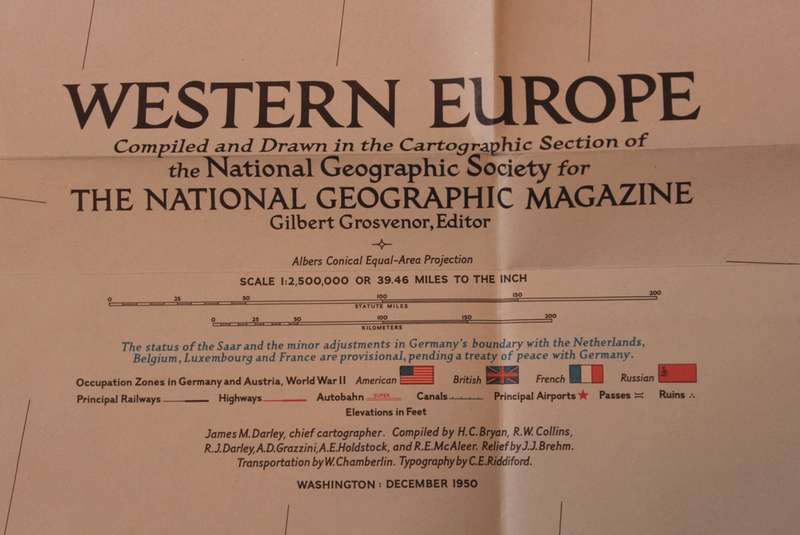 WESTERN EUROPE
Compiled and Drawn in the Cartographic Section of
the National Geographic Society for
THE NATIONAL GEOGRAPHIC MAGAZINE
Gilbert Grosvenor, Editor
Albers Conical Equal-Area Projection
SCALE 1:2,500,000 OR 39.46 MILES TO THE INCH
0 25 50 100 150 200
STATUTE MILES
0 25 50 100 150 200
KILOMETERS
The status of the Saar and the minor adjustments in Germany's boundary with the Netherlands,
Belgium, Luxembourg and France are provisional, pending a treaty of peace with Germany.
Occupation Zones in Germany and Austria, World War II American British French Russian
Principal Railways Highways Autobahn SUPER Canals Principal Airports ★ Passes Ruins ∴
Elevations in Feet
James M. Darley, chief cartographer. Compiled by H.C. Bryan, R.W. Collins,
R.J. Darley, A.D. Grazzini, A.E. Holdstock, and R.E. McAleer. Relief by J.J. Brehm.
Transportation by W. Chamberlin. Typography by C.E. Riddiford.
WASHINGTON : DECEMBER 1950